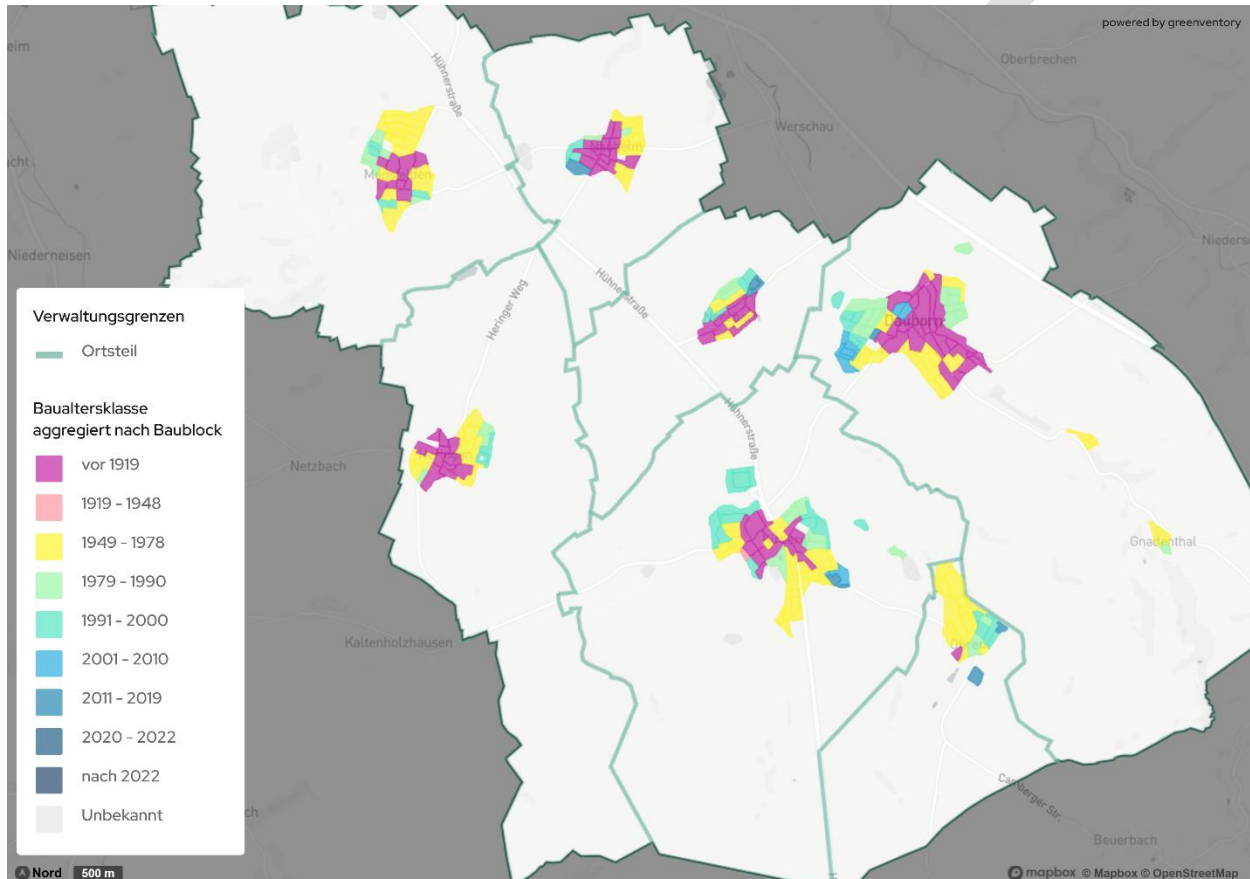 powered by greenventory
Oberbrechen
Hühnerstraße
Werschau
Niederneisen
Heringer Weg
Hühnerstraße
Dauborn
Verwaltungsgrenzen
Ortsteil
Baualtersklasse
aggregiert nach Baublock
vor 1919
1919 - 1948
1949 - 1978
1979 - 1990
1991 - 2000
2001 - 2010
2011 - 2019
2020 - 2022
nach 2022
Unbekannt
Netzbach
Hühnerstraße
Gnadenthal
Kaltenholzhausen
Camberger Str.
Beuerbach
Nord
500 m
mapbox © Mapbox © OpenStreetMap